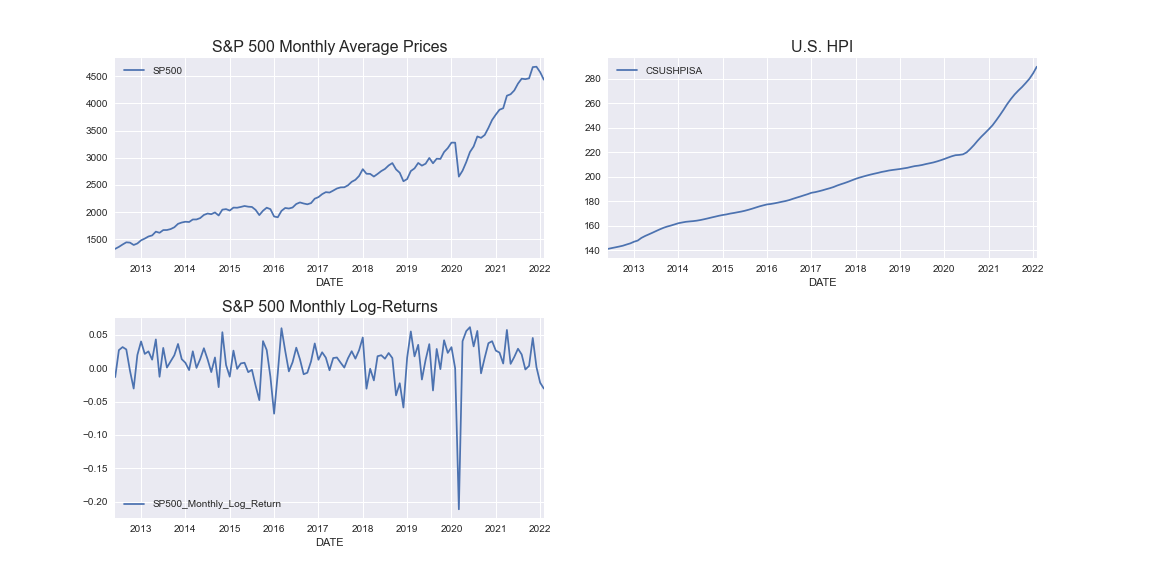 S&P 500 Monthly Average Prices
SP500
4500
4000
3500
3000
2500
2000
1500
2013 2014 2015 2016 2017 2018 2019 2020 2021 2022
DATE
U.S. HPI
CSUSHPISA
280
260
240
220
200
180
160
140
2013 2014 2015 2016 2017 2018 2019 2020 2021 2022
DATE
S&P 500 Monthly Log-Returns
0.05
0.00
−0.05
−0.10
−0.15
−0.20
SP500_Monthly_Log_Return
2013 2014 2015 2016 2017 2018 2019 2020 2021 2022
DATE